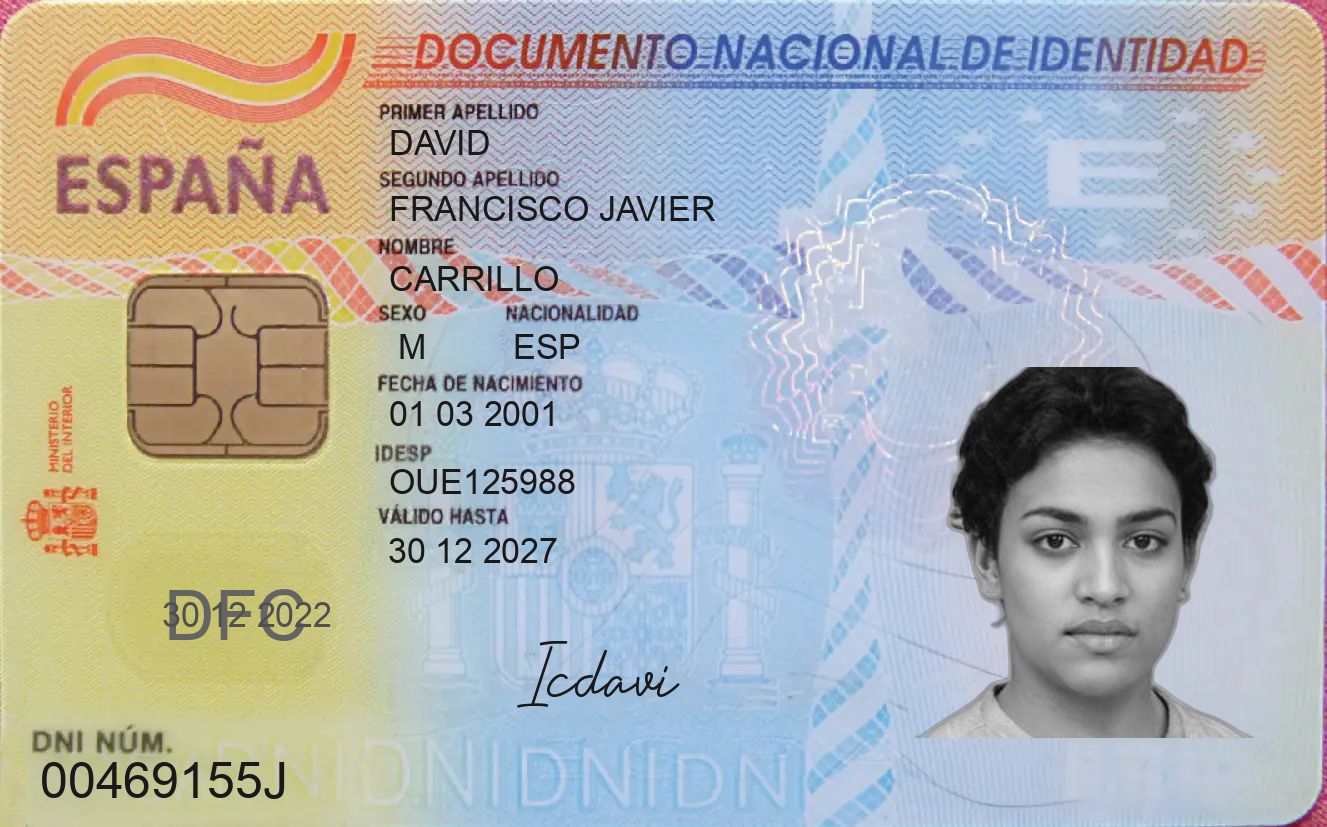 DOCUMENTO NACIONAL DE IDENTIDAD
ESPAÑA
PRIMER APELLIDO
DAVID
SEGUNDO APELLIDO
FRANCISCO JAVIER
NOMBRE
CARRILLO
SEXO NACIONALIDAD
M ESP
FECHA DE NACIMIENTO
01 03 2001
IDESP
OUE125988
VÁLIDO HASTA
30 12 2027
MINISTERIO
DEL INTERIOR
30 12 2022
DFC
Icdavi
DNI NÚM.
00469155J
E
DNIDNIDNIDNI